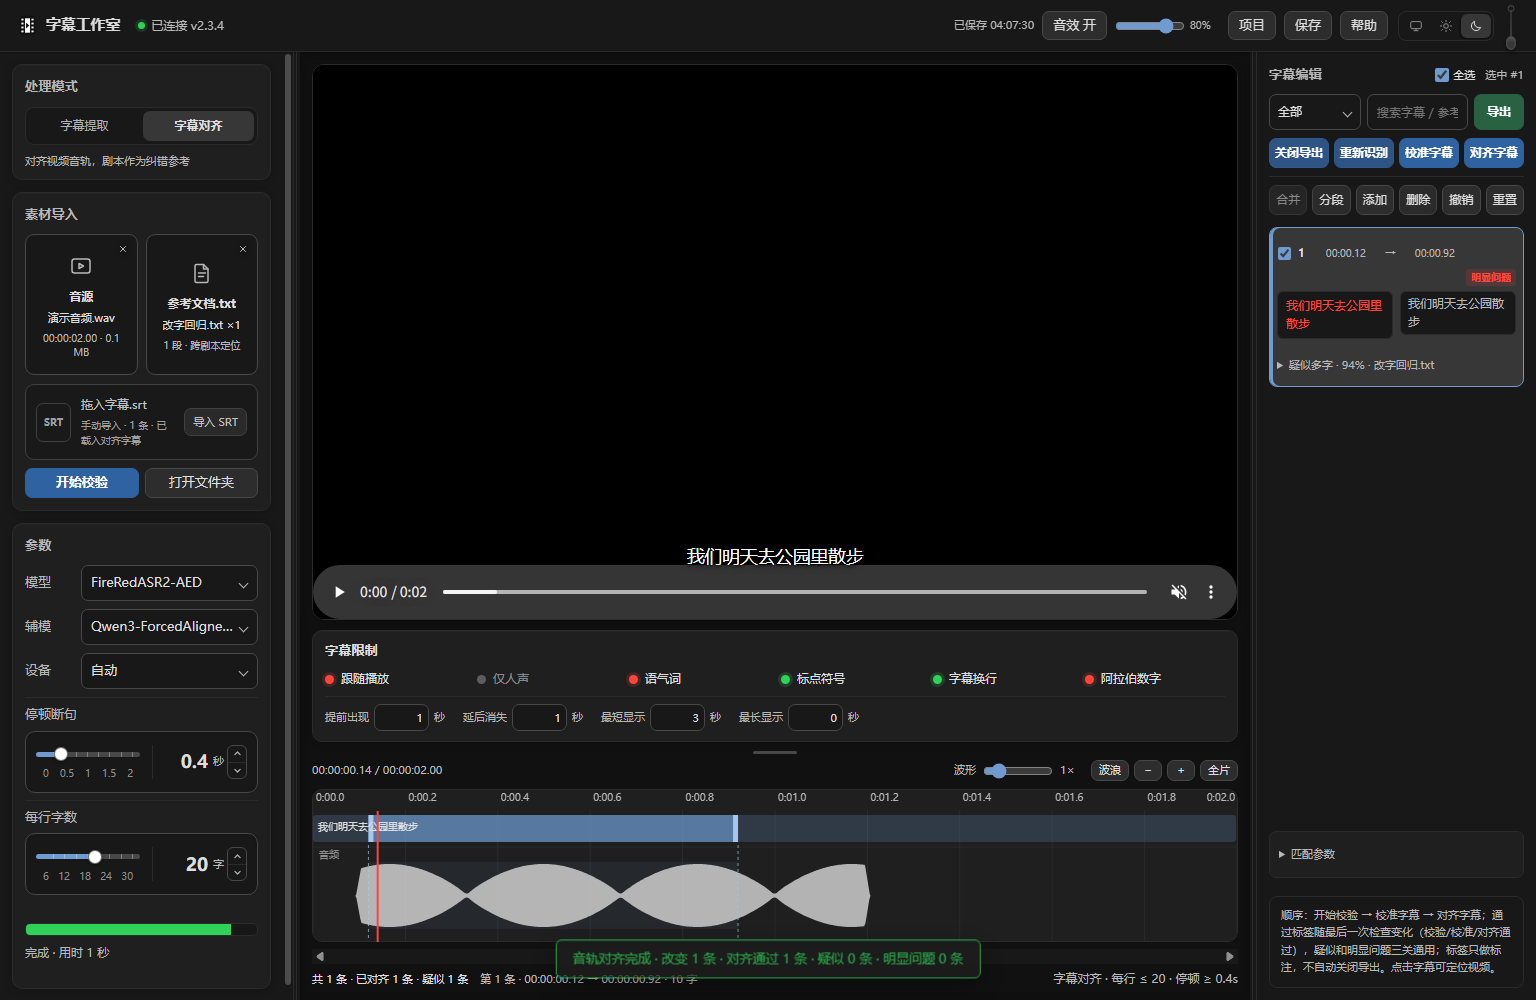 字幕工作室
已连接 v2.3.4
已保存 04:07:30
音效 开
80%
项目
保存
帮助
处理模式
字幕提取
字幕对齐
对齐视频音轨，剧本作为纠错参考
素材导入
×
音源
演示音频.wav
00:00:02.00 · 0.1
MB
×
参考文档.txt
改字回归.txt ×1
1 段 · 跨剧本定位
SRT
拖入字幕.srt
手动导入 · 1 条 · 已
载入对齐字幕
导入 SRT
开始校验
打开文件夹
参数
模型
FireRedASR2-AED
辅模
Qwen3-ForcedAligne...
设备
自动
停顿断句
0 0.5 1 1.5 2
0.4 秒
每行字数
6 12 18 24 30
20 字
完成 · 用时 1 秒
我们明天去公园里散步
0:00 / 0:02
字幕限制
跟随播放
仅人声
语气词
标点符号
字幕换行
阿拉伯数字
提前出现 1 秒
延后消失 1 秒
最短显示 3 秒
最长显示 0 秒
00:00:00.14 / 00:00:02.00
波形
1×
波浪
−
+
全片
0:00.0 0:00.2 0:00.4 0:00.6 0:00.8 0:01.0 0:01.2 0:01.4 0:01.6 0:01.8 0:02.0
我们明天去公园里散步
音频
音轨对齐完成 · 改变 1 条 · 对齐通过 1 条 · 疑似 0 条 · 明显问题 0 条
共 1 条 · 已对齐 1 条 · 疑似 1 条
第 1 条 · 00:00:00.12 → 00:00:00.92 · 10 字
字幕对齐 · 每行 ≤ 20 · 停顿 ≥ 0.4s
字幕编辑
全选
选中 #1
全部
搜索字幕 / 参考
导出
关闭导出
重新识别
校准字幕
对齐字幕
合并
分段
添加
删除
撤销
重置
1
00:00.12
→
00:00.92
明显问题
我们明天去公园里
散步
我们明天去公园散
步
疑似多字 · 94% · 改字回归.txt
匹配参数
顺序：开始校验 → 校准字幕 → 对齐字幕；通
过标签随最后一次检查变化（校验/校准/对齐通
过），疑似和明显问题三关通用；标签只做标
注，不自动关闭导出。点击字幕可定位视频。